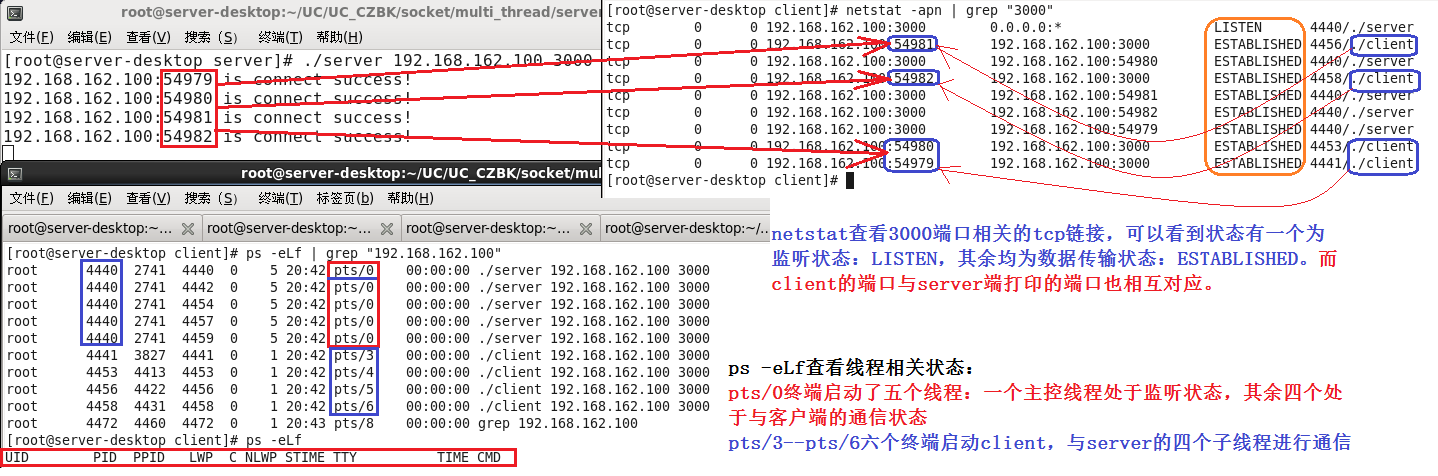 root@server-desktop:~/UC/UC_CZBK/socket/multi_thread/server
文件(F) 编辑(E) 查看(V) 搜索 (S) 终端(T) 帮助(H)
[root@server-desktop server]# ./server 192.168.162.100 3000
192.168.162.100:54979 is connect success!
192.168.162.100:54980 is connect success!
192.168.162.100:54981 is connect success!
192.168.162.100:54982 is connect success!
[root@server-desktop client]# netstat -apn | grep "3000"
tcp 0 0 192.168.162.100:3000 0.0.0.0:* LISTEN 4440/./server
tcp 0 0 192.168.162.100:54981 192.168.162.100:3000 ESTABLISHED 4456/./client
tcp 0 0 192.168.162.100:3000 192.168.162.100:54980 ESTABLISHED 4440/./server
tcp 0 0 192.168.162.100:54982 192.168.162.100:3000 ESTABLISHED 4458/./client
tcp 0 0 192.168.162.100:3000 192.168.162.100:54981 ESTABLISHED 4440/./server
tcp 0 0 192.168.162.100:3000 192.168.162.100:54982 ESTABLISHED 4440/./server
tcp 0 0 192.168.162.100:3000 192.168.162.100:54979 ESTABLISHED 4440/./server
tcp 0 0 192.168.162.100:54980 192.168.162.100:3000 ESTABLISHED 4453/./client
tcp 0 0 192.168.162.100:54979 192.168.162.100:3000 ESTABLISHED 4441/./client
[root@server-desktop client]#
root@server-desktop:~/UC/UC_CZBK/socket/mul
文件(F) 编辑(E) 查看(V) 搜索 (S) 终端(T) 标签页(b) 帮助(H)
root@server-desktop:~... root@server-desktop:~... root@server-desktop:~... root@server-desktop:~/...
[root@server-desktop client]# ps -eLf | grep "192.168.162.100"
root 4440 2741 4440 0 5 20:42 pts/0 00:00:00 ./server 192.168.162.100 3000
root 4440 2741 4442 0 5 20:42 pts/0 00:00:00 ./server 192.168.162.100 3000
root 4440 2741 4454 0 5 20:42 pts/0 00:00:00 ./server 192.168.162.100 3000
root 4440 2741 4457 0 5 20:42 pts/0 00:00:00 ./server 192.168.162.100 3000
root 4440 2741 4459 0 5 20:42 pts/0 00:00:00 ./server 192.168.162.100 3000
root 4441 3827 4441 0 1 20:42 pts/3 00:00:00 ./client 192.168.162.100 3000
root 4453 4413 4453 0 1 20:42 pts/4 00:00:00 ./client 192.168.162.100 3000
root 4456 4422 4456 0 1 20:42 pts/5 00:00:00 ./client 192.168.162.100 3000
root 4458 4431 4458 0 1 20:42 pts/6 00:00:00 ./client 192.168.162.100 3000
root 4472 4460 4472 0 1 20:43 pts/8 00:00:00 grep 192.168.162.100
[root@server-desktop client]# ps -eLf
UID PID PPID LWP C NLWP STIME TTY TIME CMD
netstat查看3000端口相关的tcp链接，可以看到状态有一个为
监听状态：LISTEN，其余均为数据传输状态：ESTABLISHED。而
client的端口与server端打印的端口也相互对应。
ps -eLf查看线程相关状态：
pts/0终端启动了五个线程：一个主控线程处于监听状态，其余四个处
于与客户端的通信状态
pts/3--pts/6六个终端启动client，与server的四个子线程进行通信